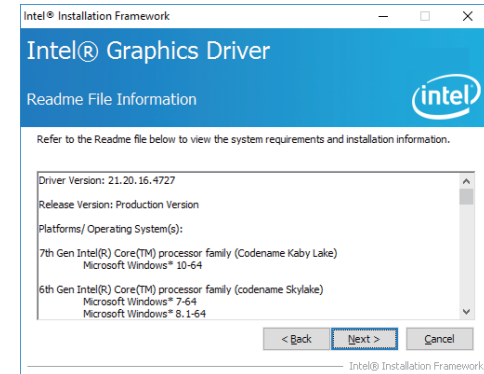 Intel® Installation Framework
Intel® Graphics Driver
Readme File Information
intel
Refer to the Readme file below to view the system requirements and installation information.
Driver Version: 21.20.16.4727
Release Version: Production Version
Platforms/ Operating System(s):
7th Gen Intel(R) Core(TM) processor family (Codename Kaby Lake)
Microsoft Windows* 10-64
6th Gen Intel(R) Core(TM) processor family (codename Skylake)
Microsoft Windows* 7-64
Microsoft Windows* 8.1-64
< Back Next > Cancel
Intel® Installation Framework